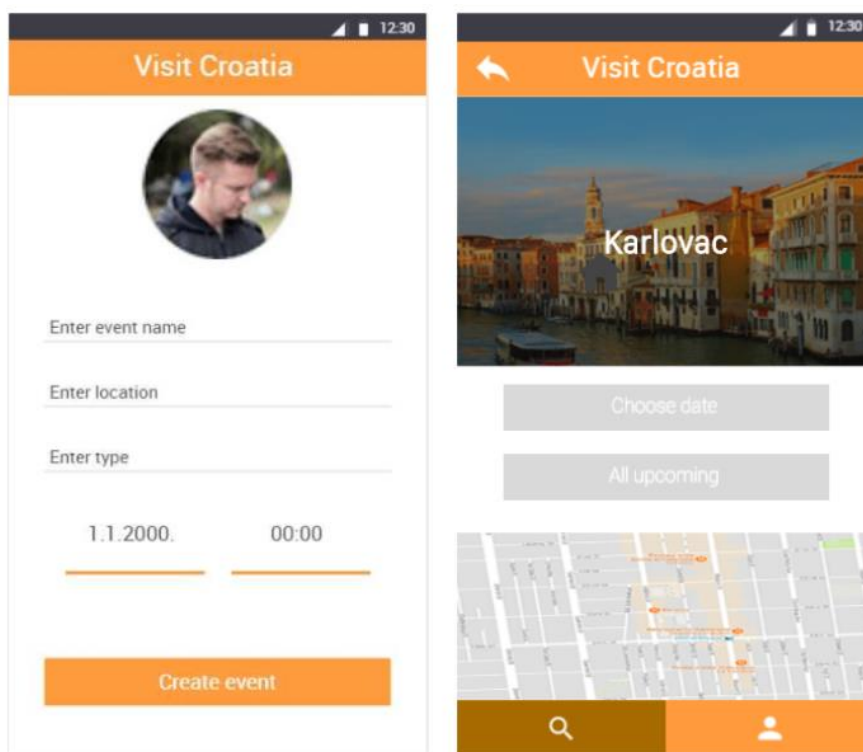 12:30
Visit Croatia
Enter event name
Enter location
Enter type
1.1.2000.
00:00
Create event
12:30
Visit Croatia
Karlovac
Choose date
All upcoming